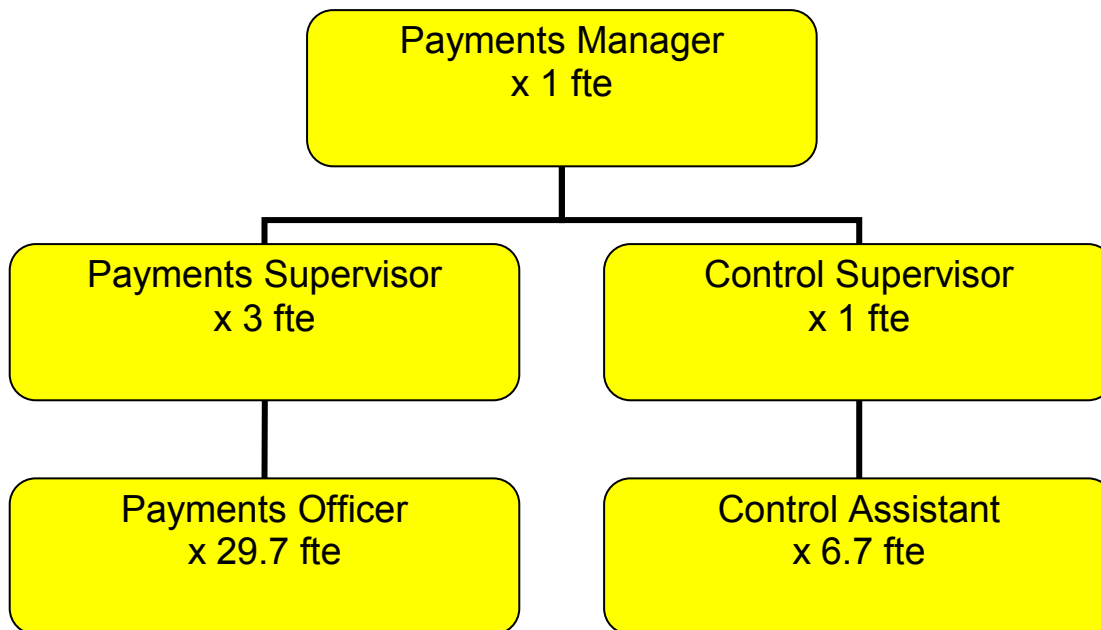 Payments Manager
x 1 fte
Payments Supervisor
x 3 fte
Control Supervisor
x 1 fte
Payments Officer
x 29.7 fte
Control Assistant
x 6.7 fte